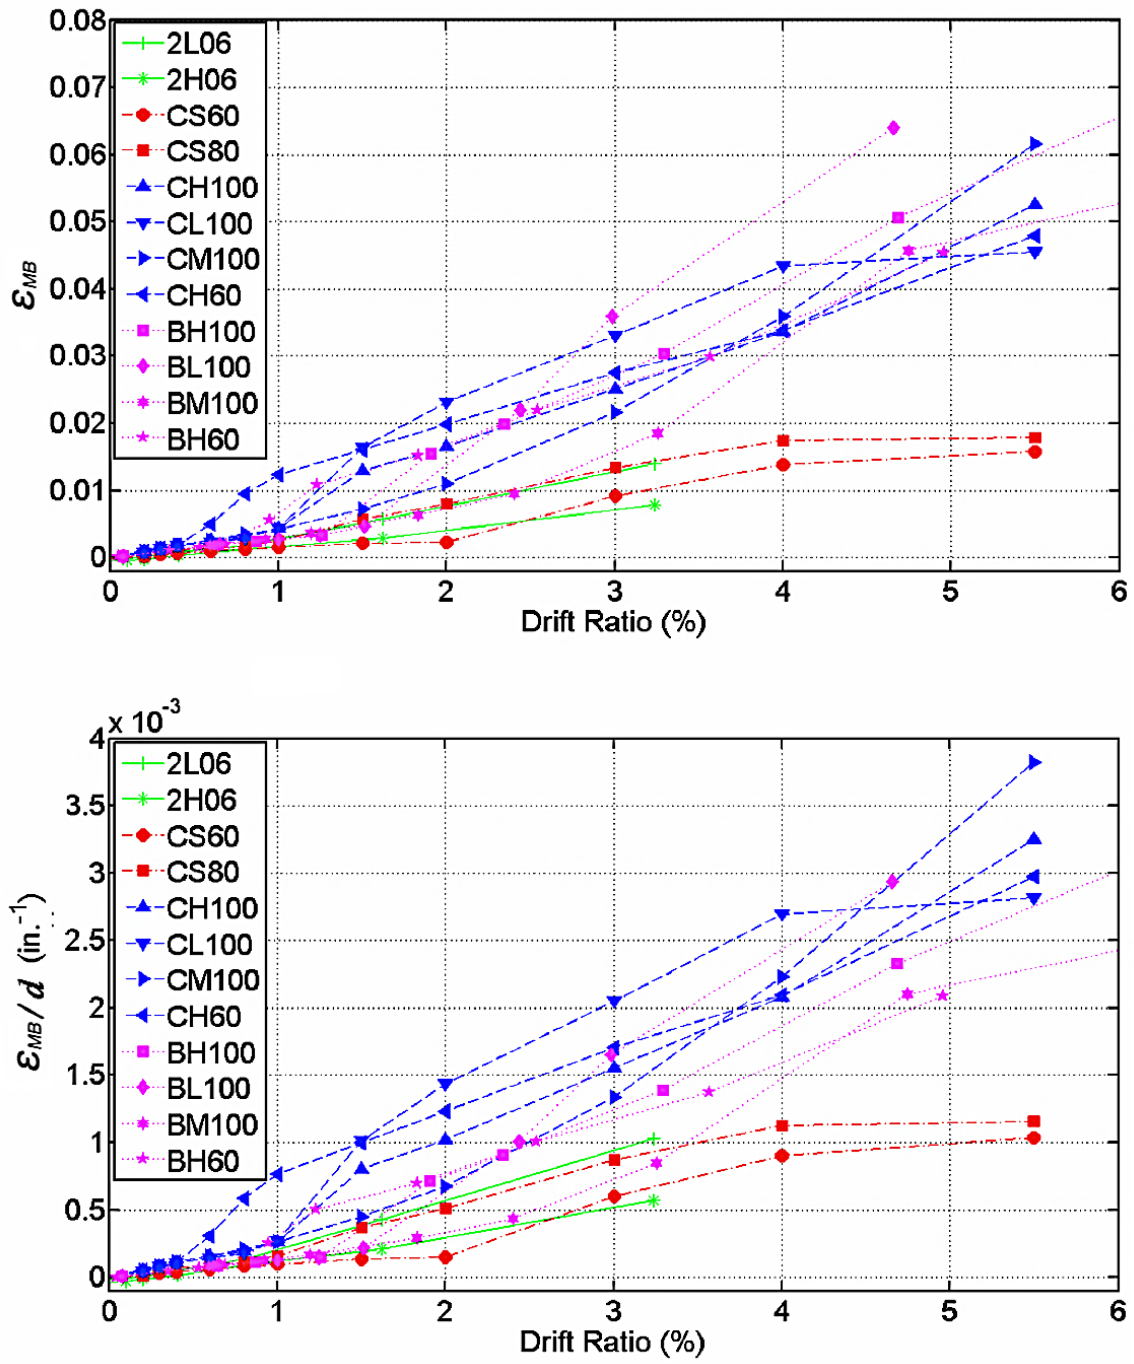 0.08
0.07
0.06
0.05
0.04
0.03
0.02
0.01
0
ε_MB
2L06
2H06
CS60
CS80
CH100
CL100
CM100
CH60
BH100
BL100
BM100
BH60
0 1 2 3 4 5 6
Drift Ratio (%)
x 10⁻³
4
3.5
3
2.5
2
1.5
1
0.5
0
ε_MB/d (in.⁻¹)
2L06
2H06
CS60
CS80
CH100
CL100
CM100
CH60
BH100
BL100
BM100
BH60
0 1 2 3 4 5 6
Drift Ratio (%)